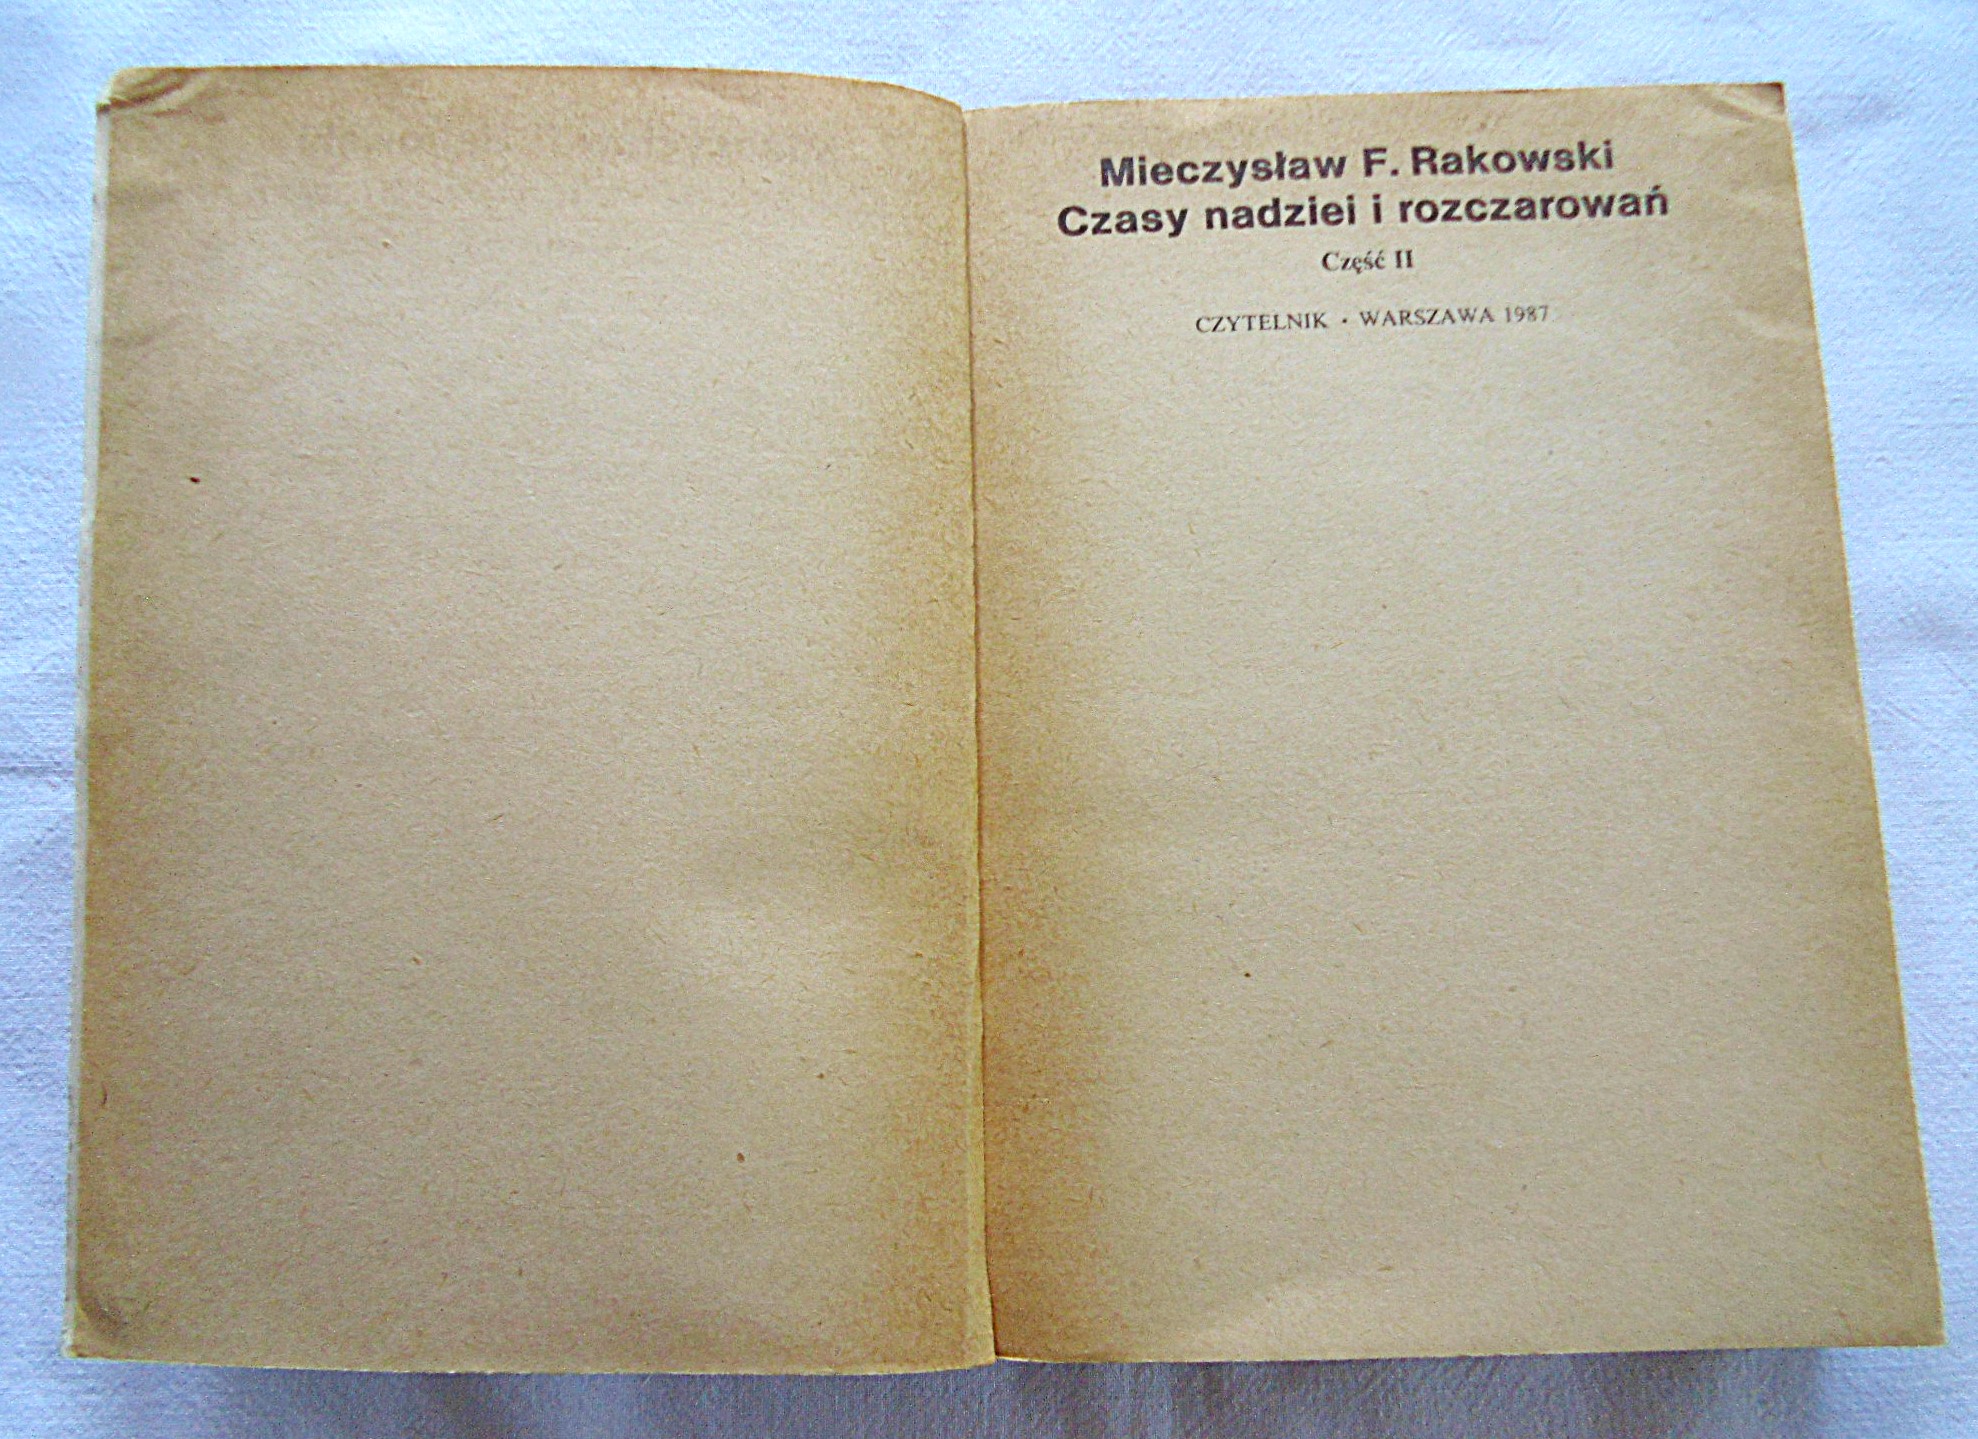 Mieczysław F. Rakowski
Czasy nadziei i rozczarowań
Część II
CZYTELNIK • WARSZAWA 1987